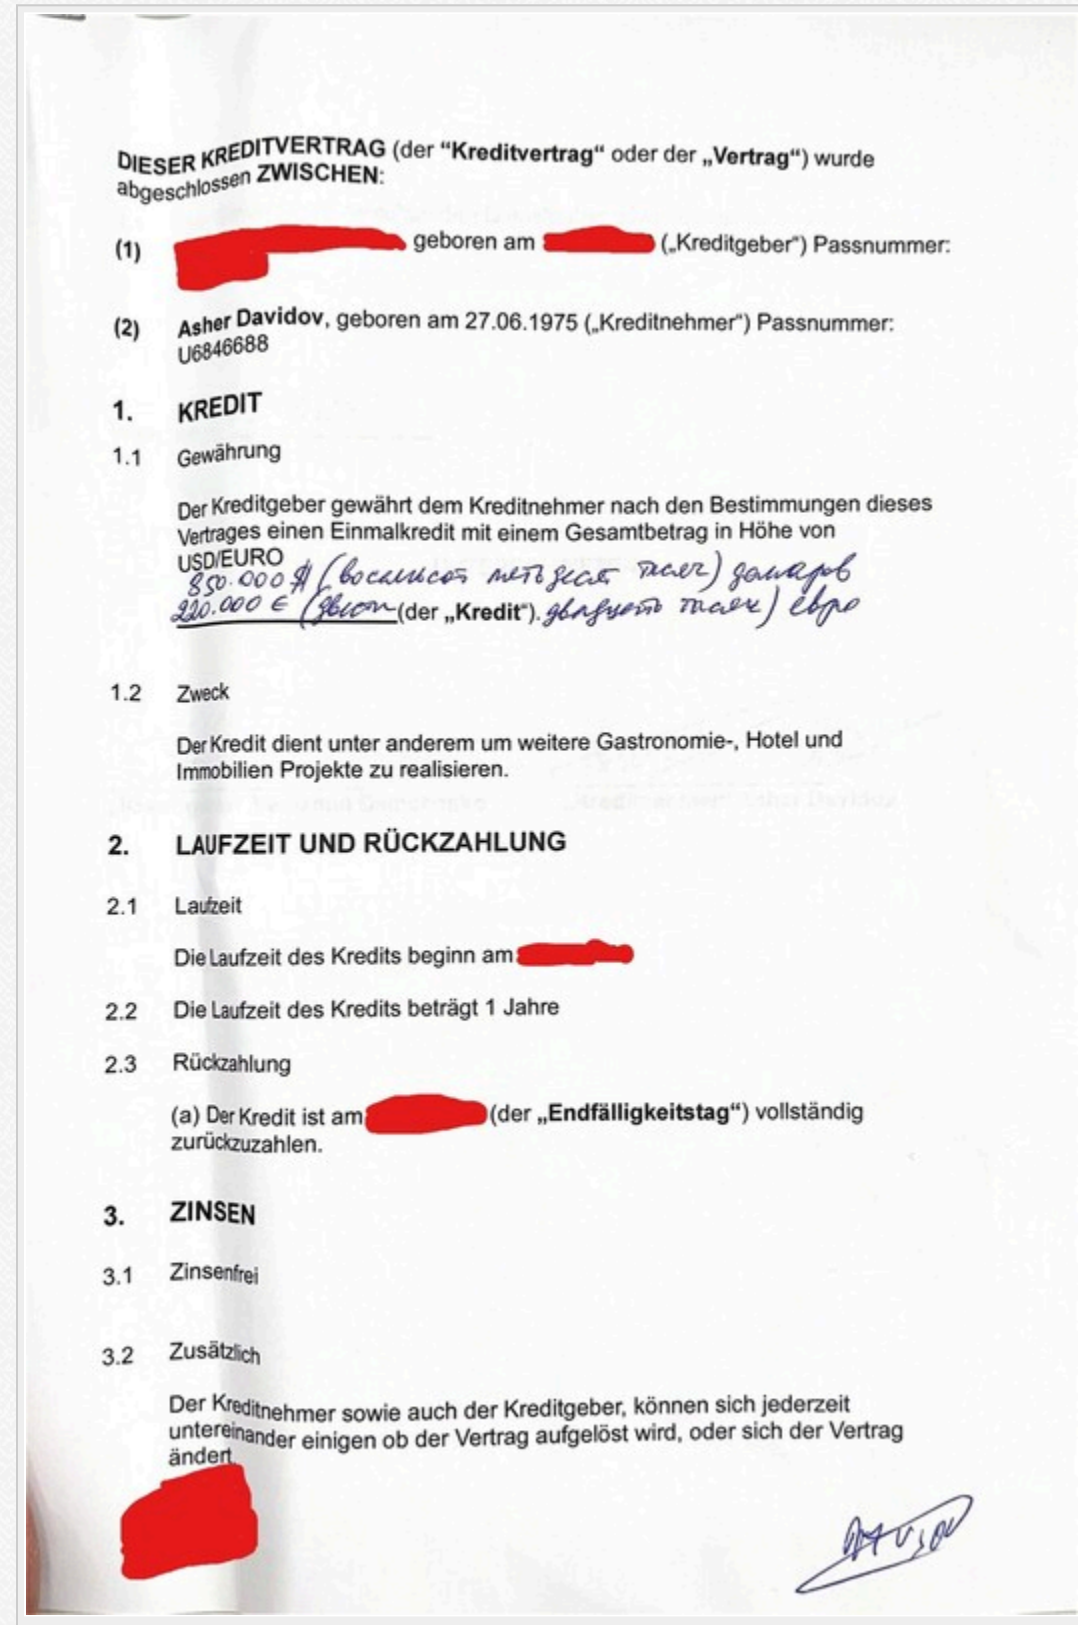 DIESER KREDITVERTRAG (der “Kreditvertrag“ oder der „Vertrag“) wurde
abgeschlossen ZWISCHEN:
(1) geboren am („Kreditgeber“) Passnummer:
(2) Asher Davidov, geboren am 27.06.1975 („Kreditnehmer“) Passnummer:
U6846688
1. KREDIT
1.1 Gewährung
Der Kreditgeber gewährt dem Kreditnehmer nach den Bestimmungen dieses
Vertrages einen Einmalkredit mit einem Gesamtbetrag in Höhe von
USD/EURO
850.000 $ (восемьсот пятьдесят тысяч) долларов
220.000 € (двести (der „Kredit“). двадцать тысяч) евро
1.2 Zweck
Der Kredit dient unter anderem um weitere Gastronomie-, Hotel und
Immobilien Projekte zu realisieren.
2. LAUFZEIT UND RÜCKZAHLUNG
2.1 Laufzeit
Die Laufzeit des Kredits beginn am
2.2 Die Laufzeit des Kredits beträgt 1 Jahre
2.3 Rückzahlung
(a) Der Kredit ist am (der „Endfälligkeitstag“) vollständig
zurückzuzahlen.
3. ZINSEN
3.1 Zinsenfrei
3.2 Zusätzlich
Der Kreditnehmer sowie auch der Kreditgeber, können sich jederzeit
untereinander einigen ob der Vertrag aufgelöst wird, oder sich der Vertrag
ändert